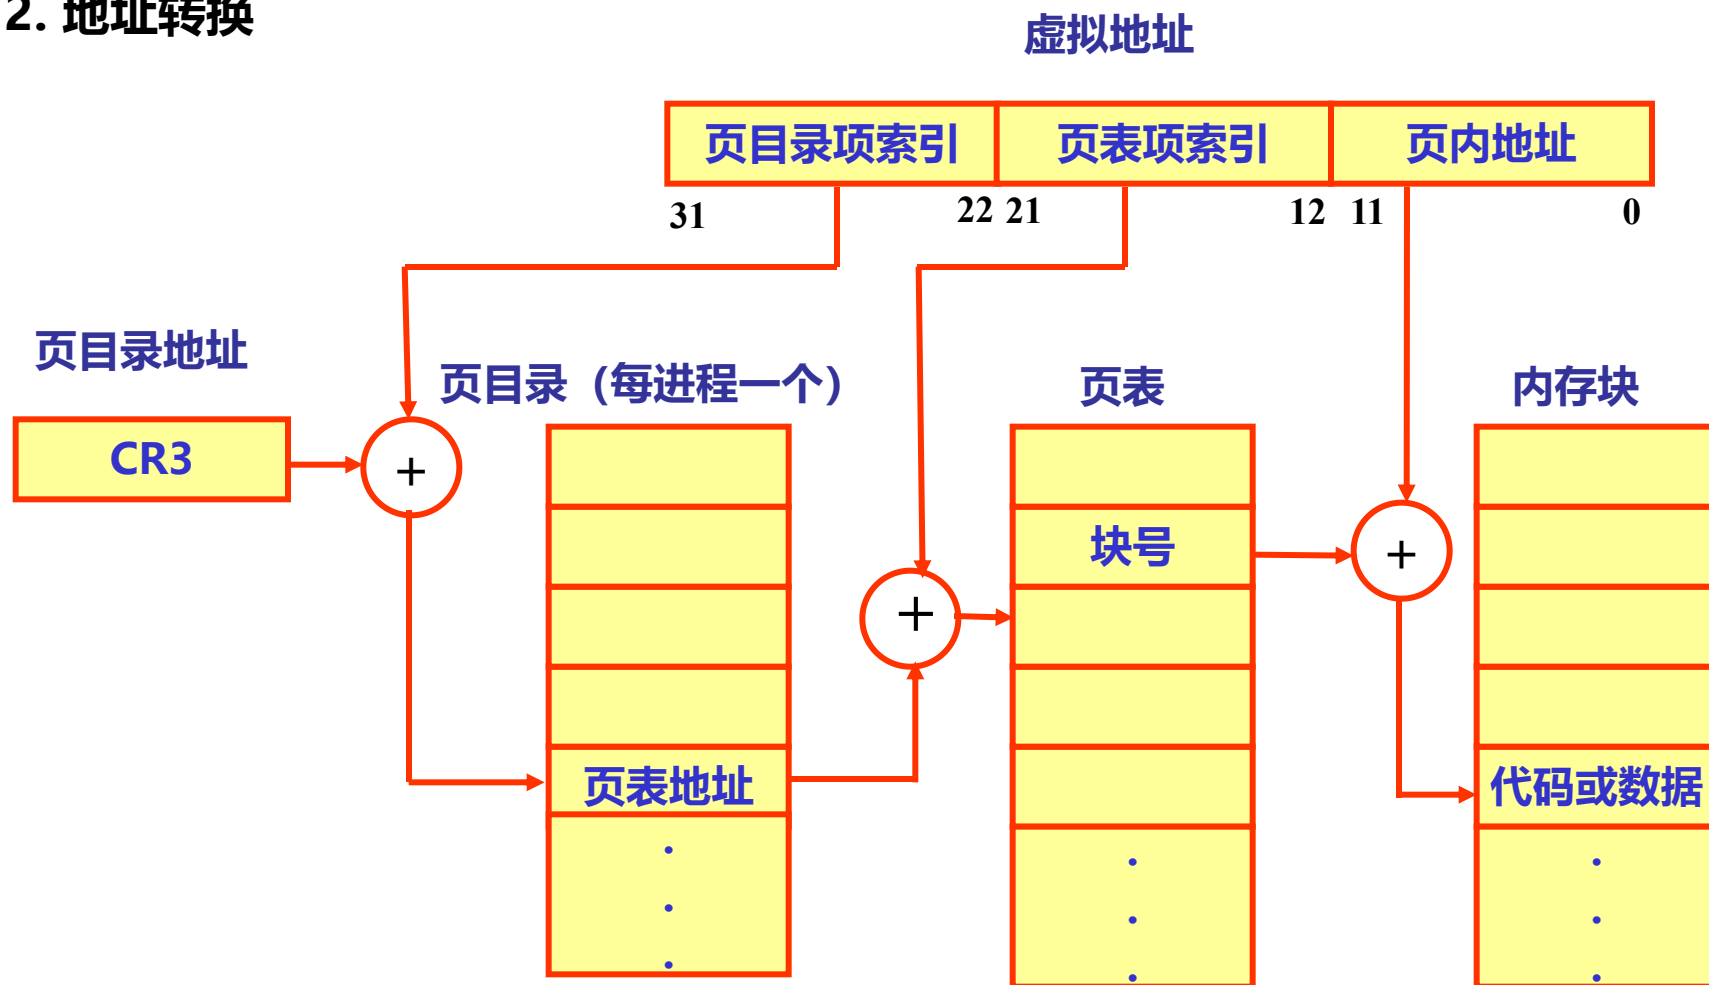 2. 地址转换
虚拟地址
页目录项索引 页表项索引 页内地址
31 22 21 12 11 0
页目录地址
页目录（每进程一个） 页表 内存块
CR3 +
块号 +
+
页表地址 代码或数据
. . .
. . .
. . .